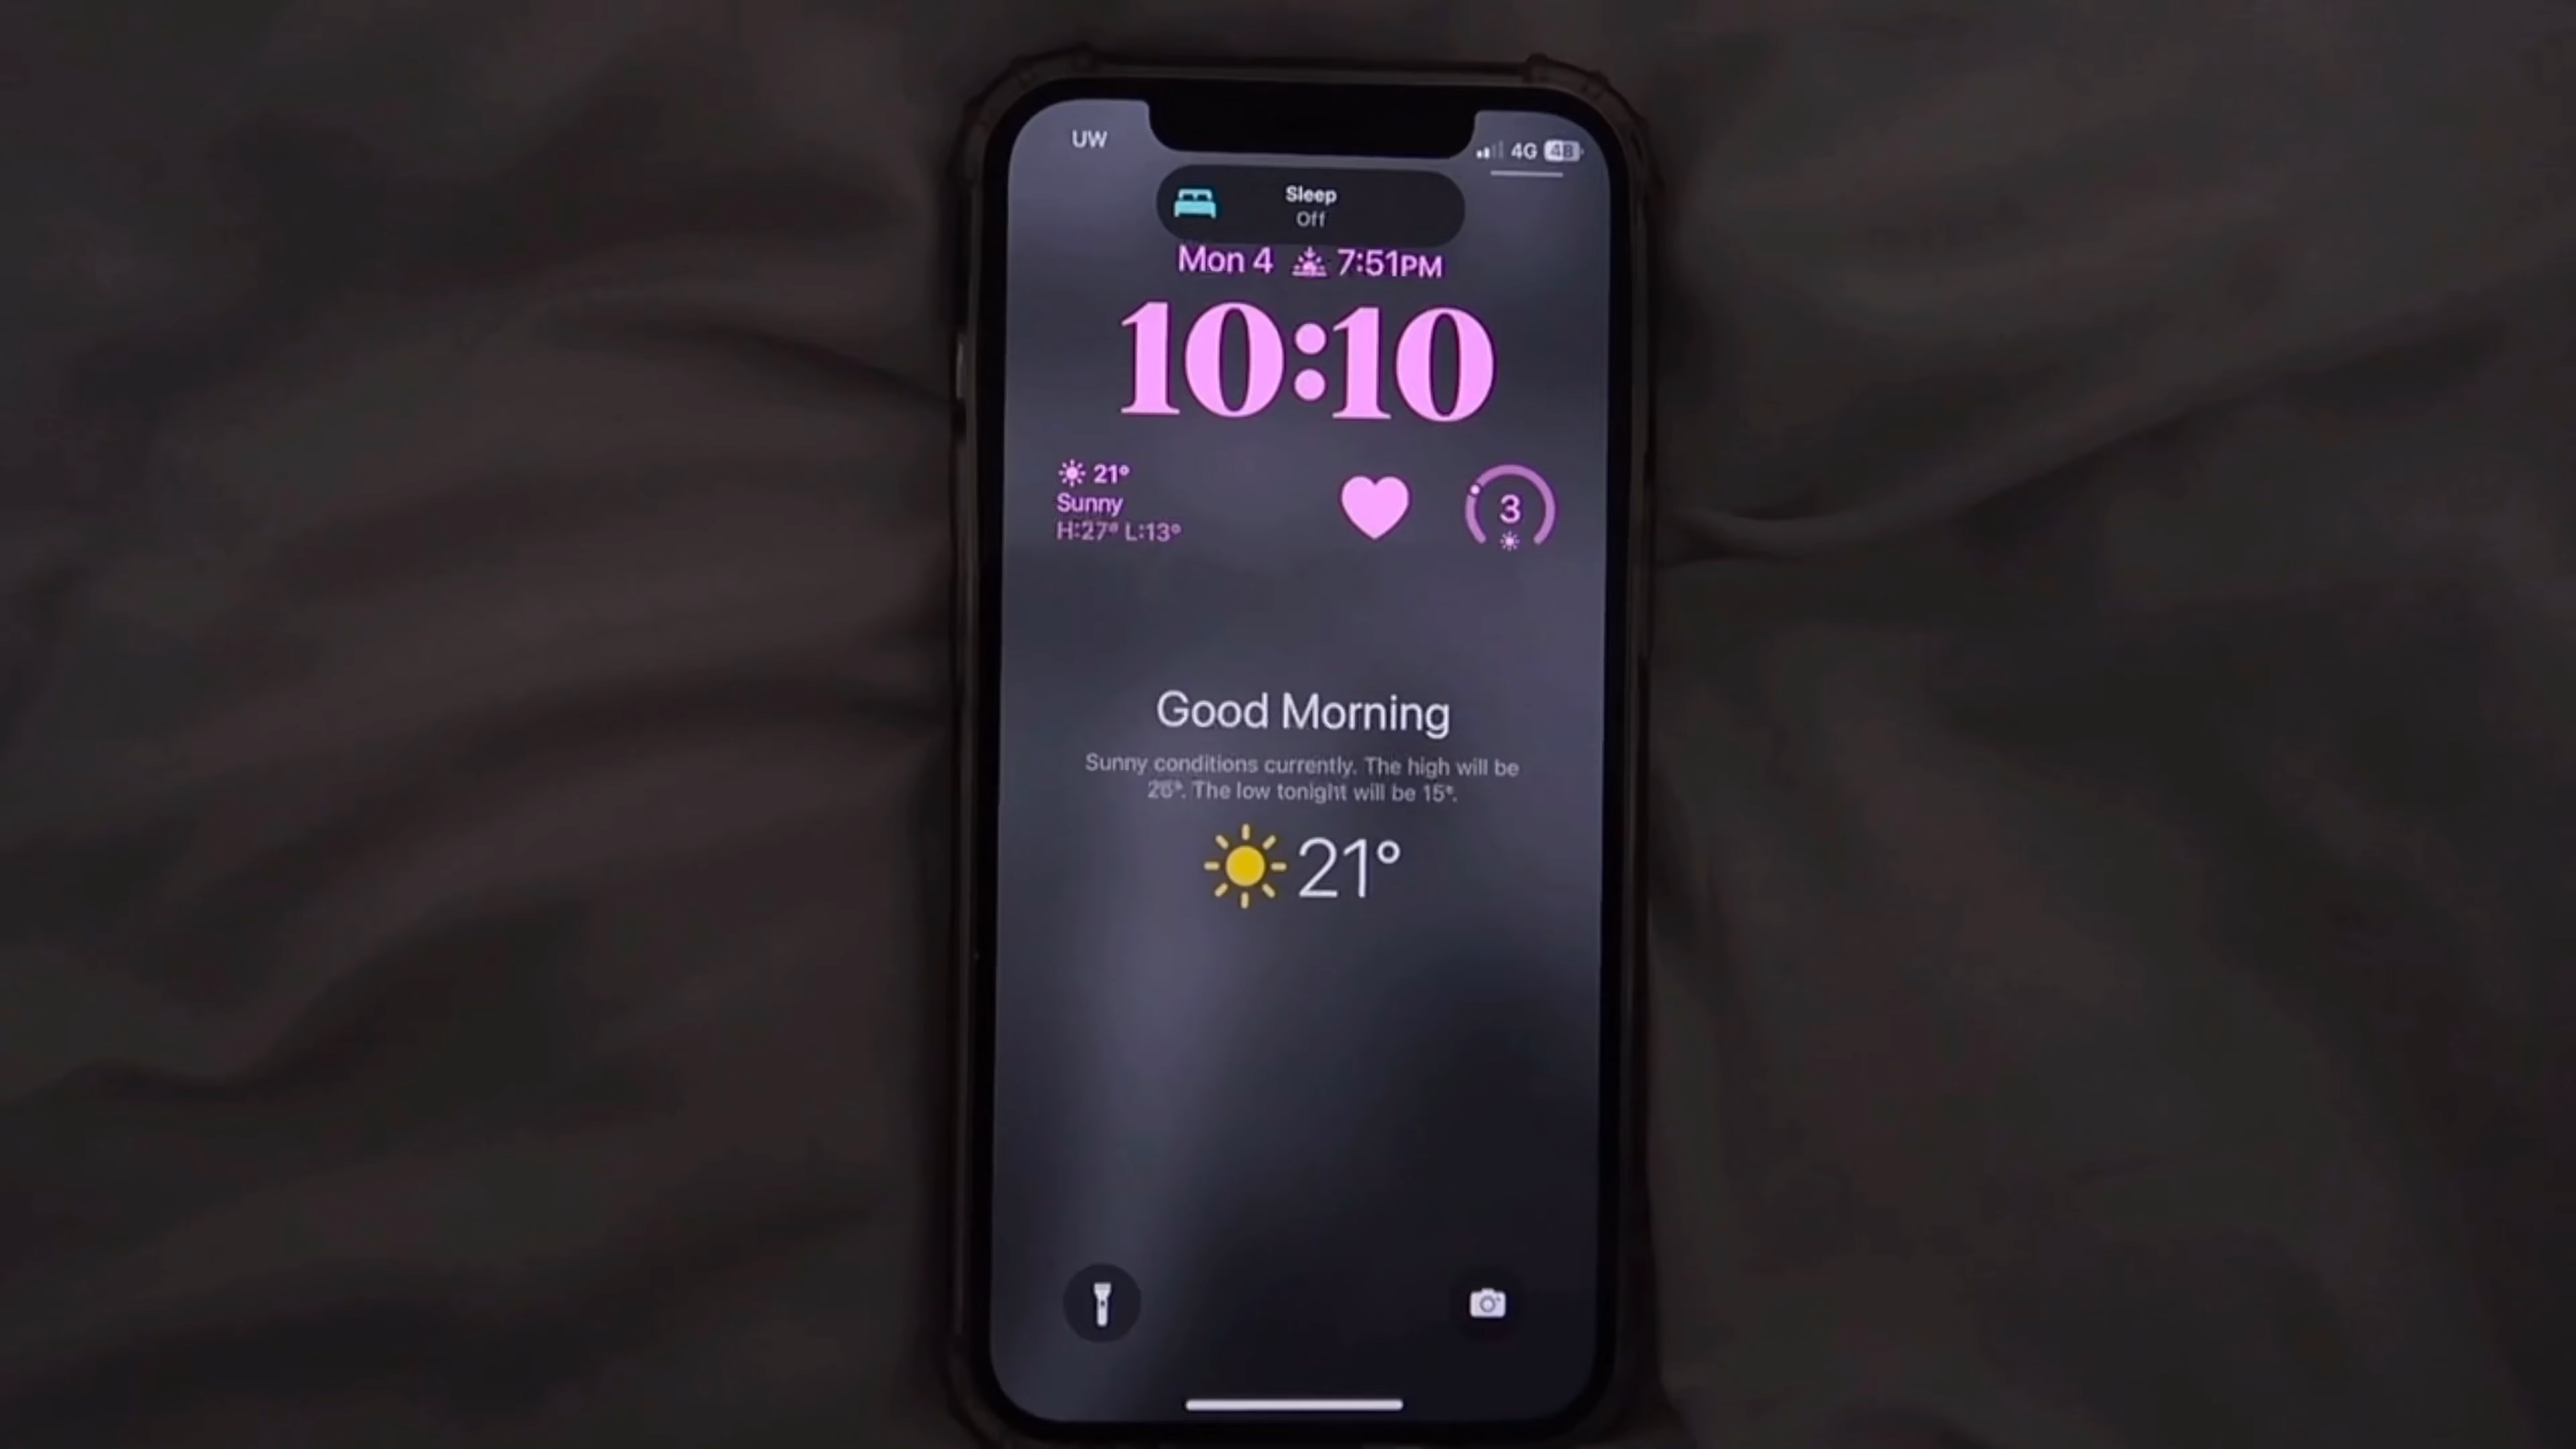 UW
4G 48
Sleep
Off
Mon 4 7:51PM
10:10
21°
Sunny
H:27° L:13°
3
Good Morning
Sunny conditions currently. The high will be
The low tonight will be 15°.
21°